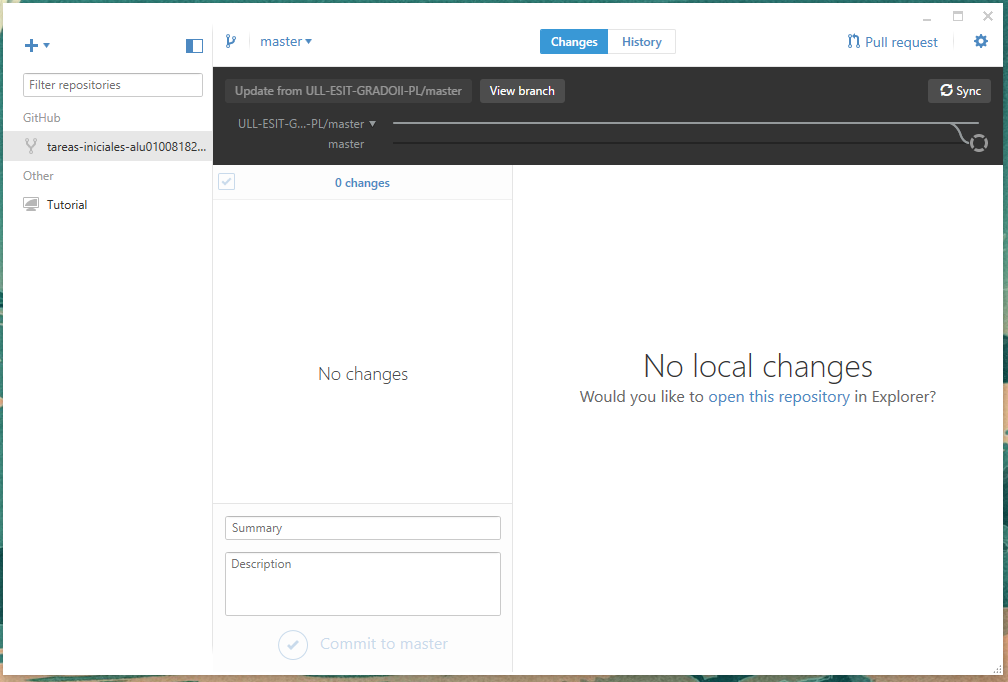 master
Changes
History
Pull request
Filter repositories
GitHub
tareas-iniciales-alu01008182...
Other
Tutorial
Update from ULL-ESIT-GRADOII-PL/master
View branch
Sync
ULL-ESIT-G...-PL/master
master
0 changes
No changes
No local changes
Would you like to open this repository in Explorer?
Summary
Description
Commit to master